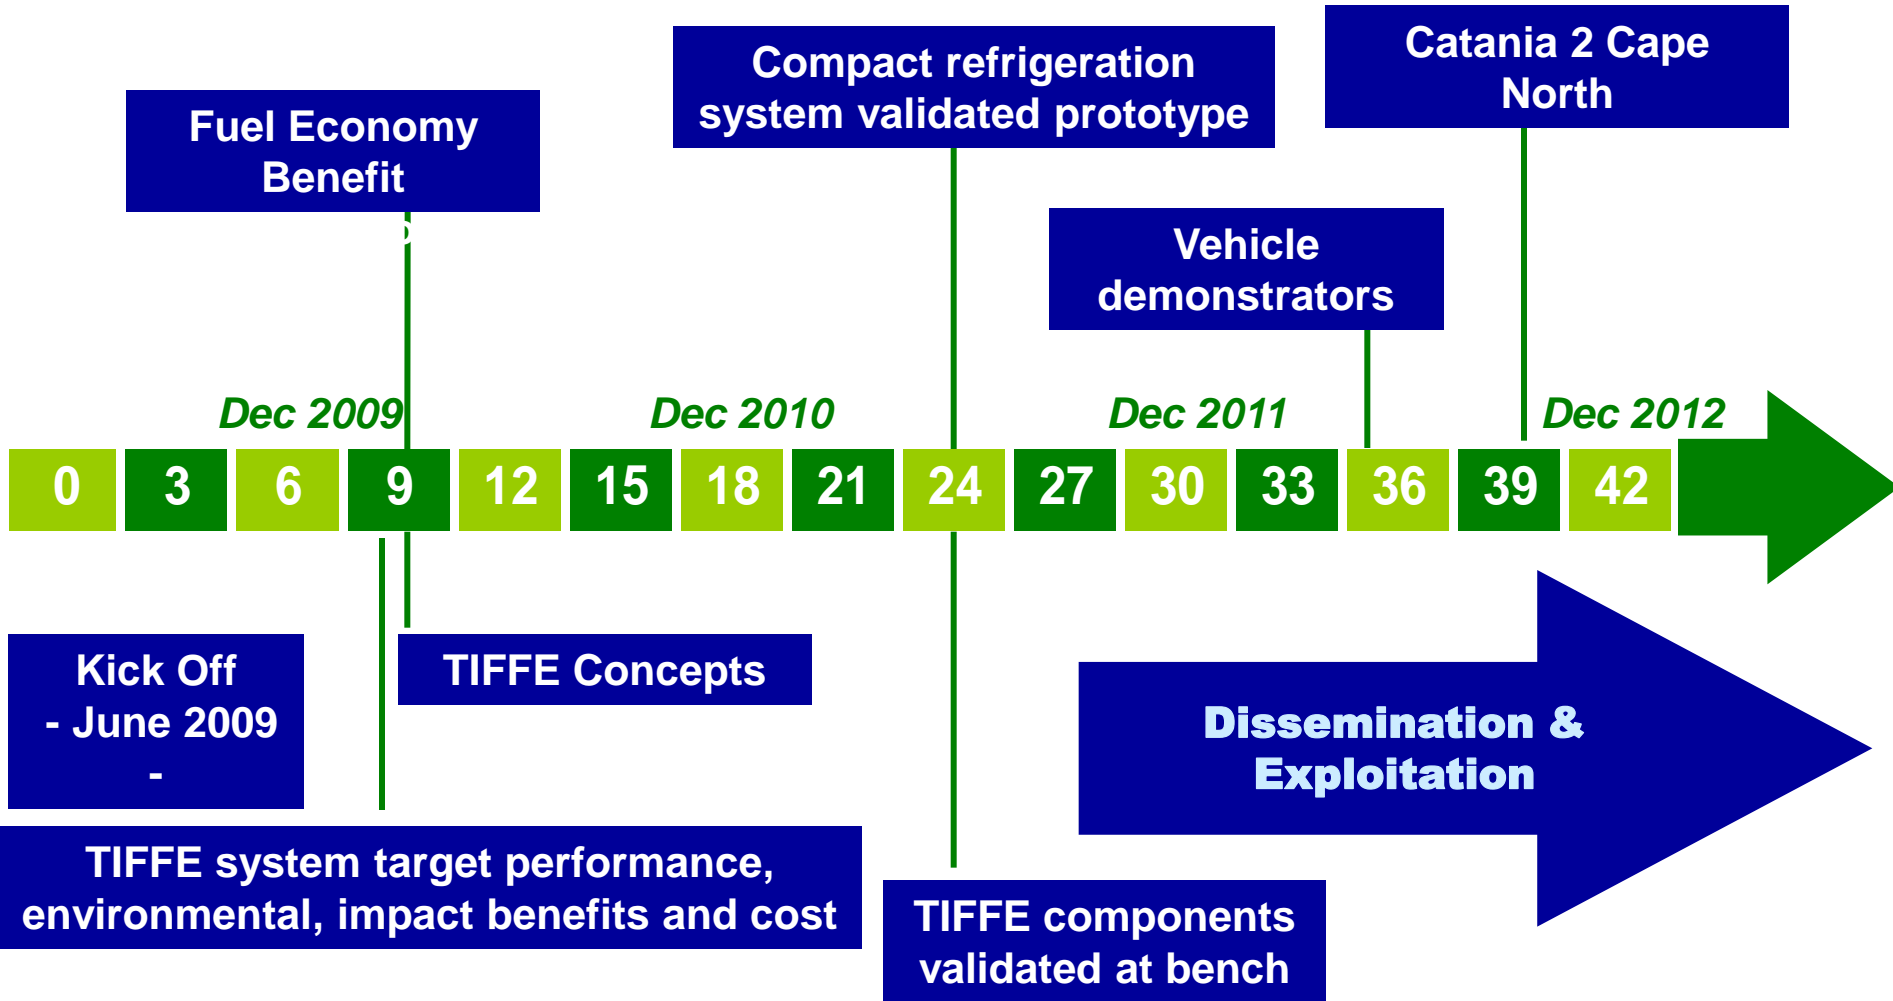 Catania 2 Cape
North
Compact refrigeration
system validated prototype
Fuel Economy
Benefit
Vehicle
demonstrators
Dec 2009
Dec 2010
Dec 2011
Dec 2012
0 3 6 9 12 15 18 21 24 27 30 33 36 39 42
Kick Off
- June 2009
-
TIFFE Concepts
Dissemination &
Exploitation
TIFFE system target performance,
environmental, impact benefits and cost
TIFFE components
validated at bench